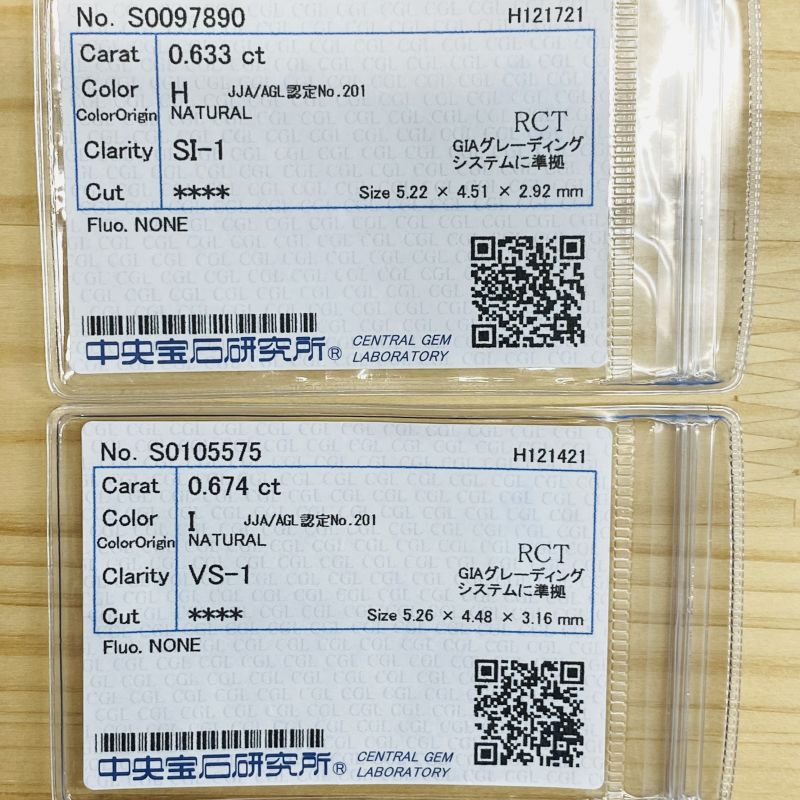 No. S0097890 H121721
Carat 0.633 ct
Color H JJA/AGL認定No.201
ColorOrigin NATURAL
RCT
Clarity SI-1 GIAグレーディング
システムに準拠
Cut **** Size 5.22 × 4.51 × 2.92 mm
Fluo. NONE
中央宝石研究所® CENTRAL GEM
LABORATORY
No. S0105575 H121421
Carat 0.674 ct
Color I JJA/AGL認定No.201
ColorOrigin NATURAL
RCT
Clarity VS-1 GIAグレーディング
システムに準拠
Cut **** Size 5.26 × 4.48 × 3.16 mm
Fluo. NONE
中央宝石研究所® CENTRAL GEM
LABORATORY